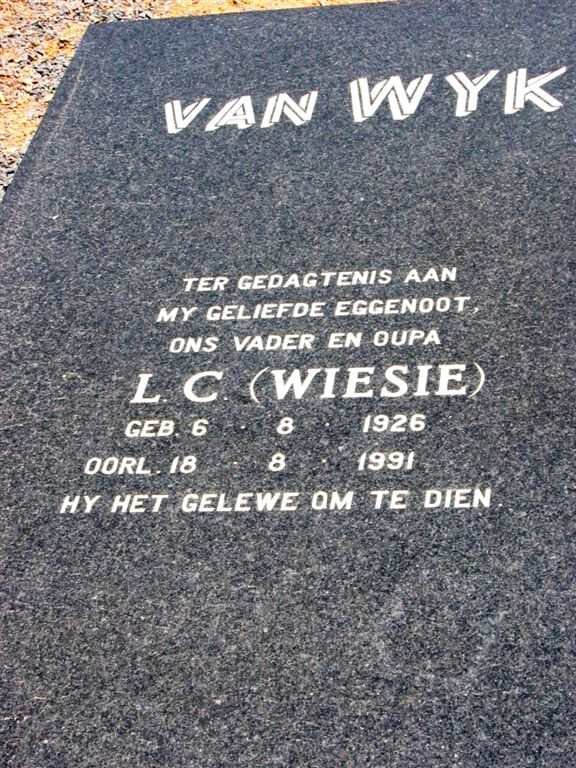 VAN WYK
TER GEDAGTENIS AAN
MY GELIEFDE EGGENOOT,
ONS VADER EN OUPA
L. C. (WIESIE)
GEB. 6 · 8 · 1926
OORL. 18 · 8 · 1991
HY HET GELEWE OM TE DIEN.